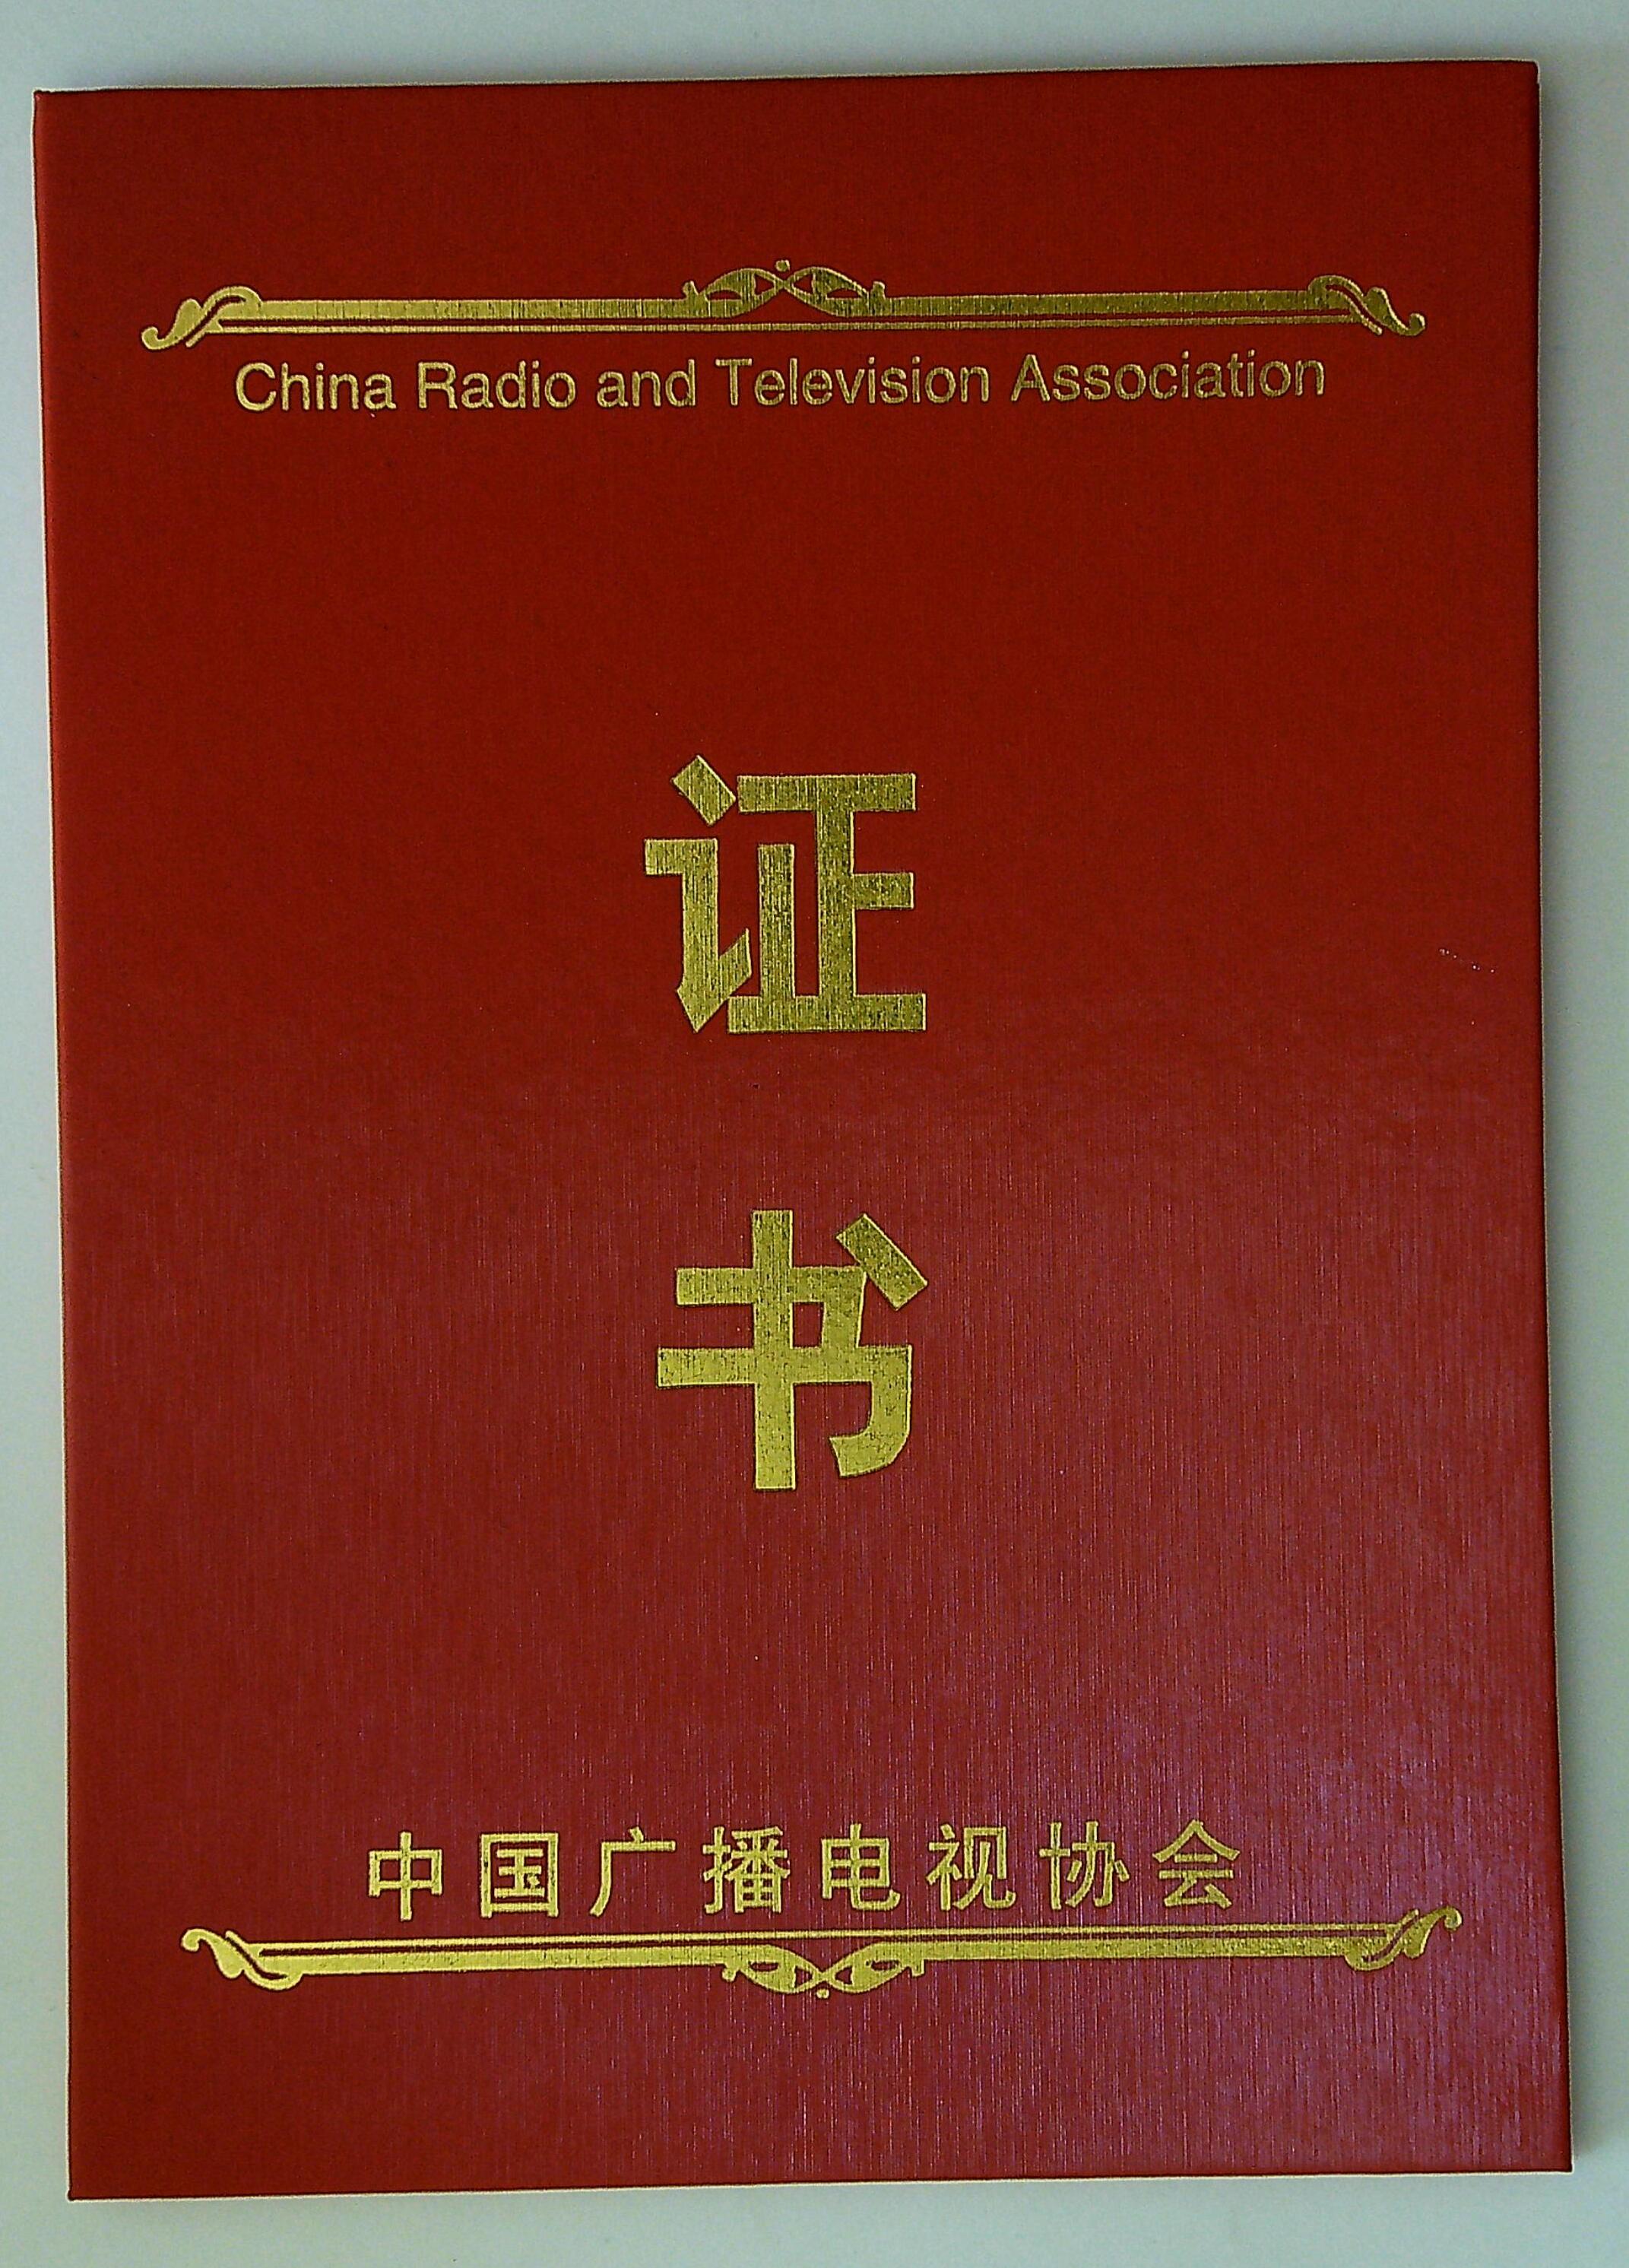 China Radio and Television Association
证
书
中国广播电视协会